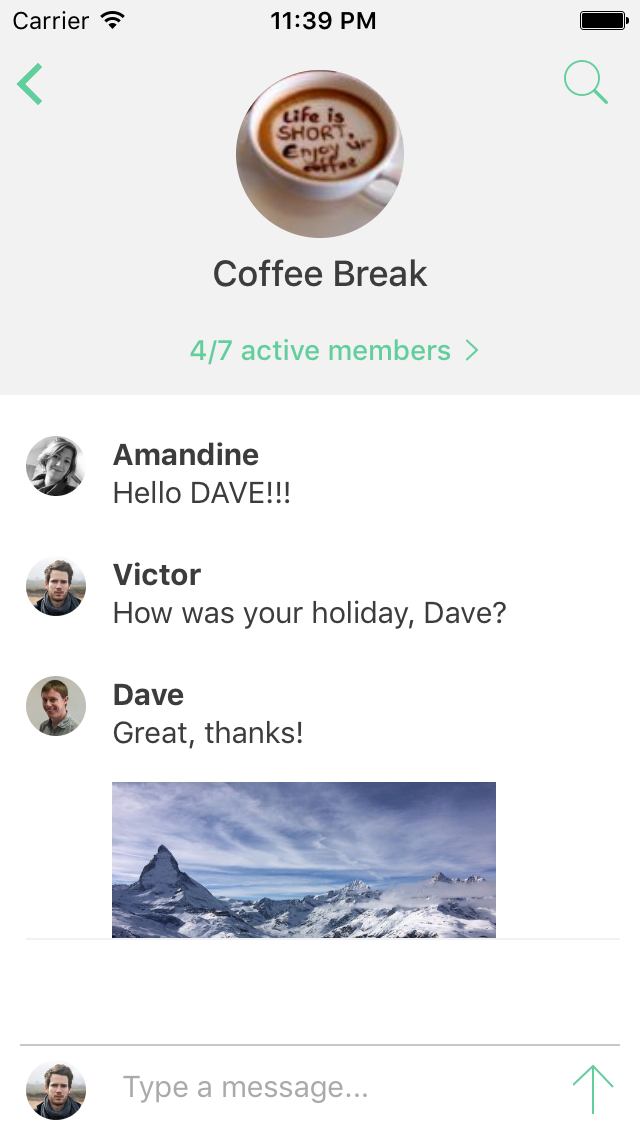 Carrier 11:39 PM
Life is
SHORT.
Enjoy ur
coffee
Coffee Break
4/7 active members
Amandine
Hello DAVE!!!
Victor
How was your holiday, Dave?
Dave
Great, thanks!
Type a message...